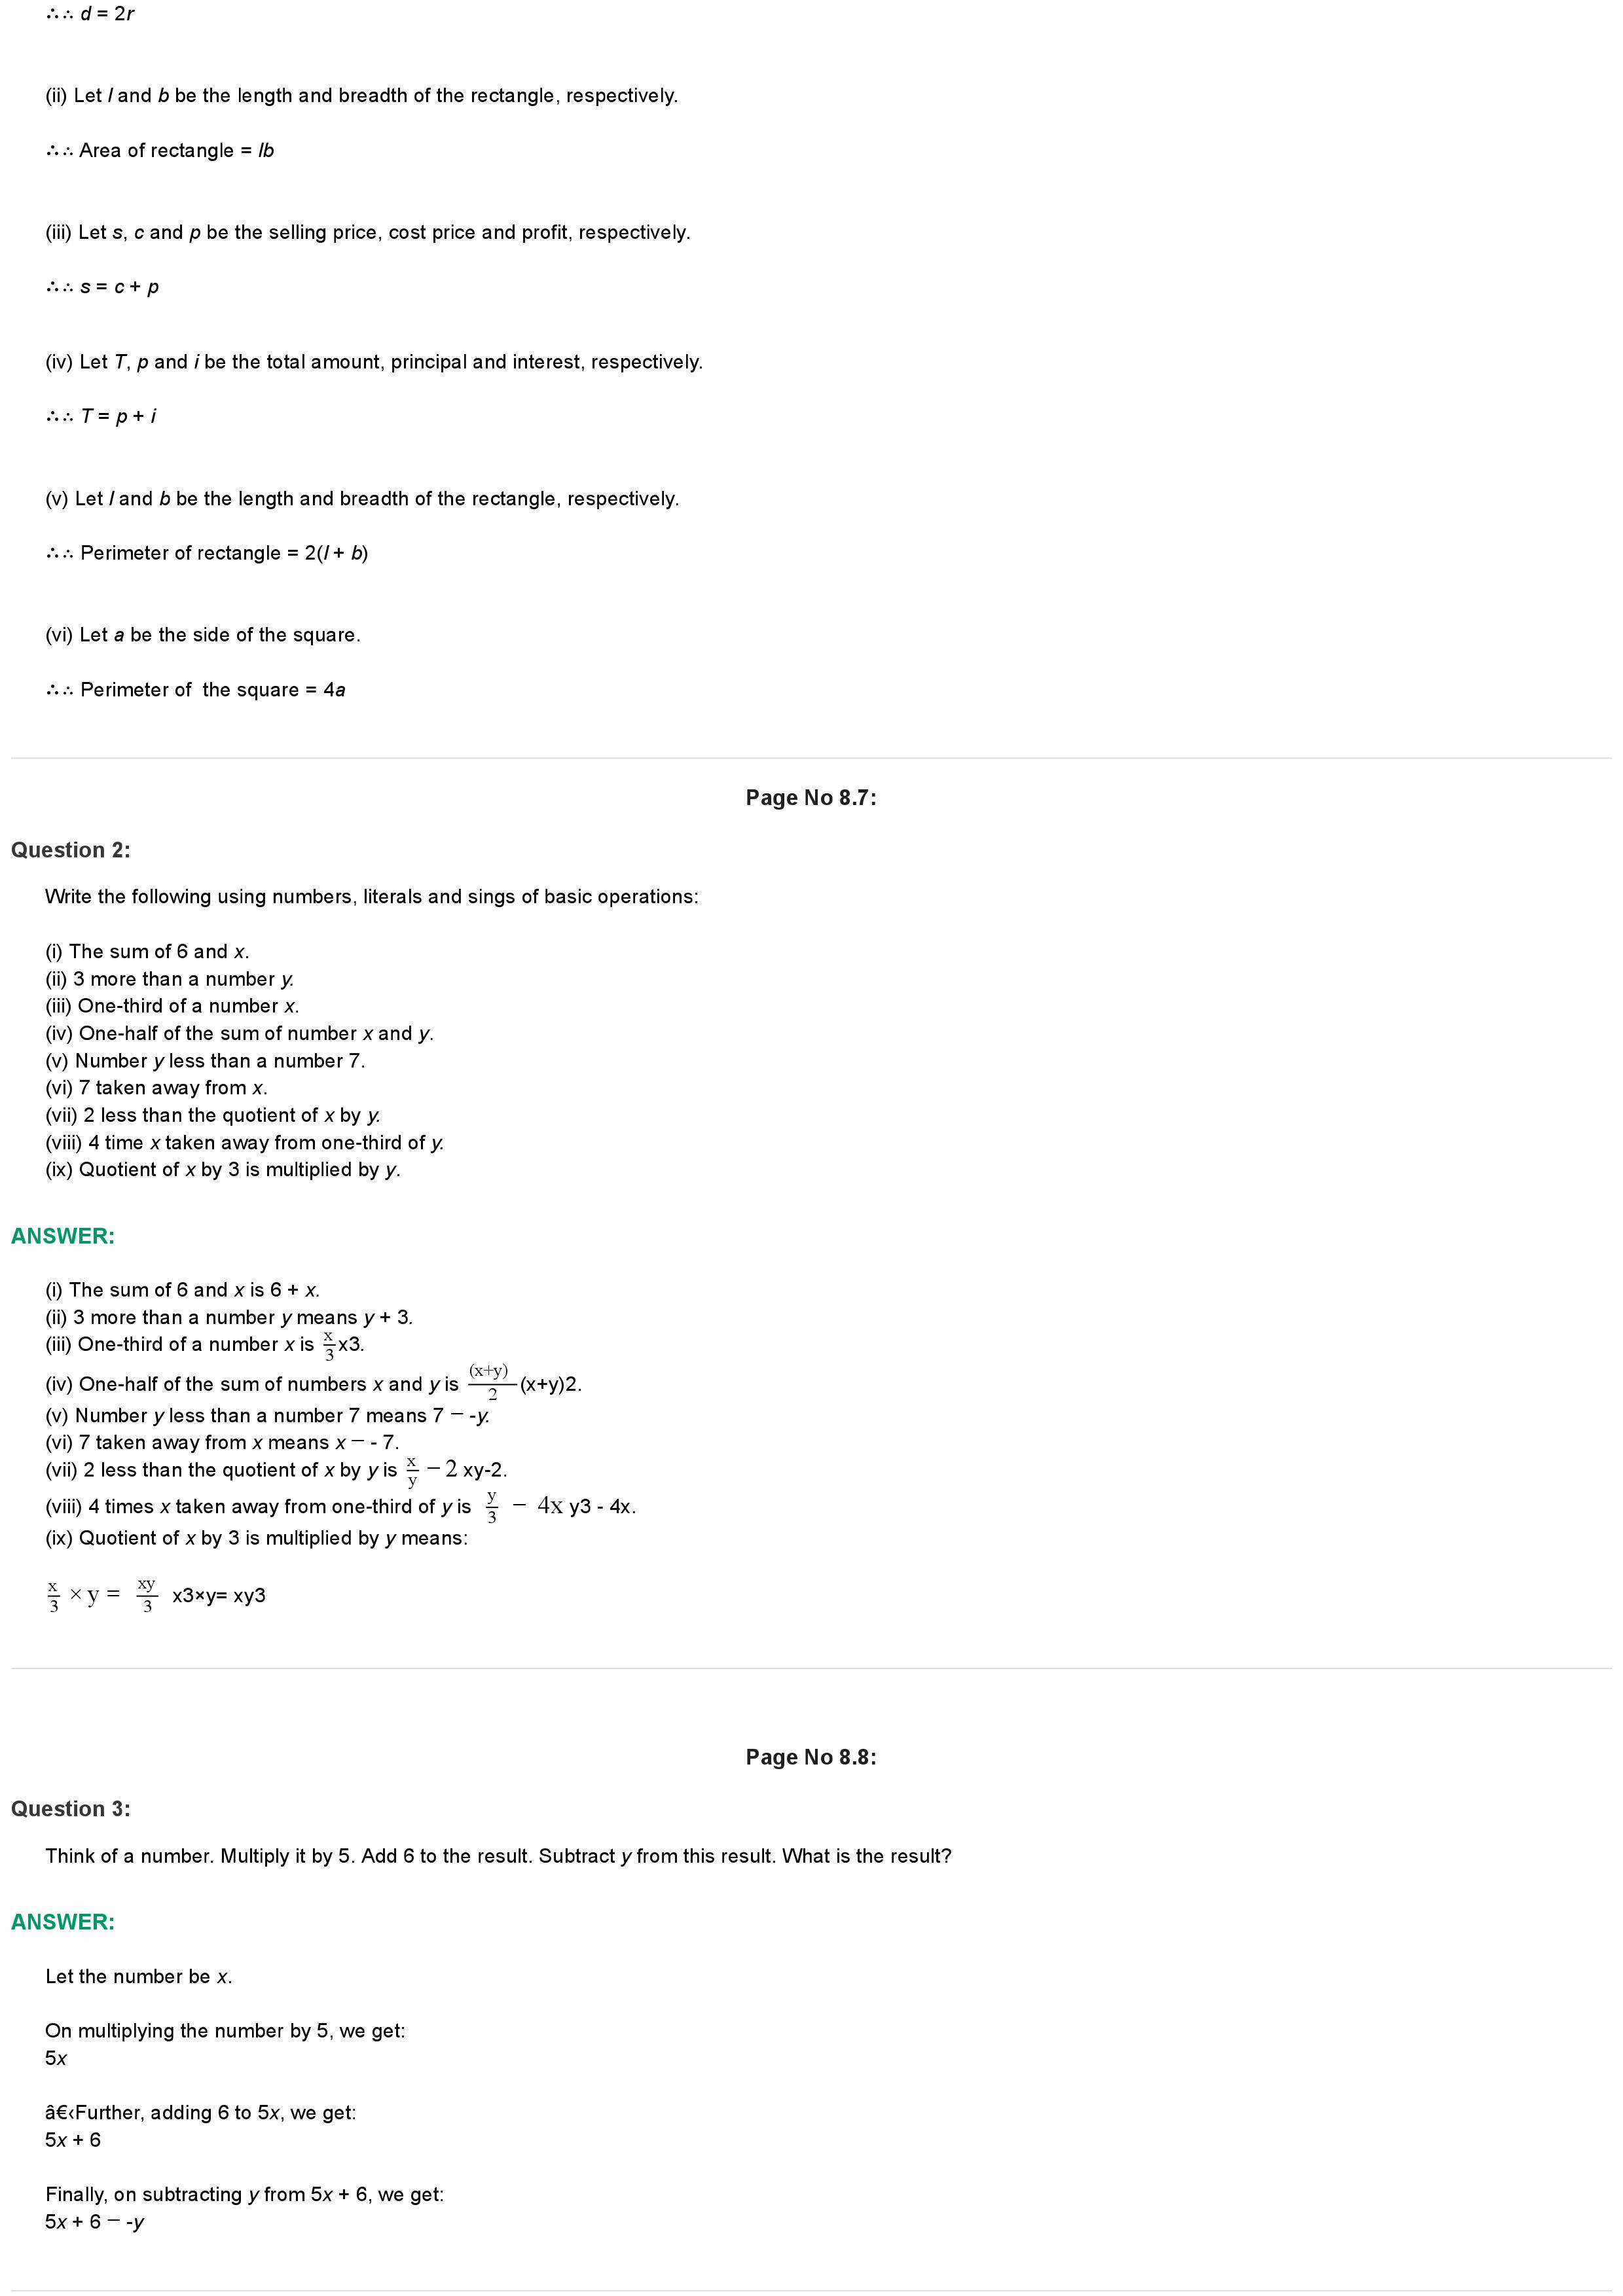 ∴ ∴ d = 2r
(ii) Let l and b be the length and breadth of the rectangle, respectively.
∴ ∴ Area of rectangle = lb
(iii) Let s, c and p be the selling price, cost price and profit, respectively.
∴ ∴ s = c + p
(iv) Let T, p and i be the total amount, principal and interest, respectively.
∴ ∴ T = p + i
(v) Let l and b be the length and breadth of the rectangle, respectively.
∴ ∴ Perimeter of rectangle = 2(l + b)
(vi) Let a be the side of the square.
∴ ∴ Perimeter of the square = 4a
Page No 8.7:
Question 2:
Write the following using numbers, literals and sings of basic operations:
(i) The sum of 6 and x.
(ii) 3 more than a number y.
(iii) One-third of a number x.
(iv) One-half of the sum of number x and y.
(v) Number y less than a number 7.
(vi) 7 taken away from x.
(vii) 2 less than the quotient of x by y.
(viii) 4 time x taken away from one-third of y.
(ix) Quotient of x by 3 is multiplied by y.
ANSWER:
(i) The sum of 6 and x is 6 + x.
(ii) 3 more than a number y means y + 3.
(iii) One-third of a number x is x/3 x3.
(iv) One-half of the sum of numbers x and y is (x+y)/2 (x+y)2.
(v) Number y less than a number 7 means 7 − -y.
(vi) 7 taken away from x means x − - 7.
(vii) 2 less than the quotient of x by y is x/y − 2 xy-2.
(viii) 4 times x taken away from one-third of y is y/3 − 4x y3 - 4x.
(ix) Quotient of x by 3 is multiplied by y means:
x/3 × y = xy/3 x3×y= xy3
Page No 8.8:
Question 3:
Think of a number. Multiply it by 5. Add 6 to the result. Subtract y from this result. What is the result?
ANSWER:
Let the number be x.
On multiplying the number by 5, we get:
5x
â€‹Further, adding 6 to 5x, we get:
5x + 6
Finally, on subtracting y from 5x + 6, we get:
5x + 6 − -y